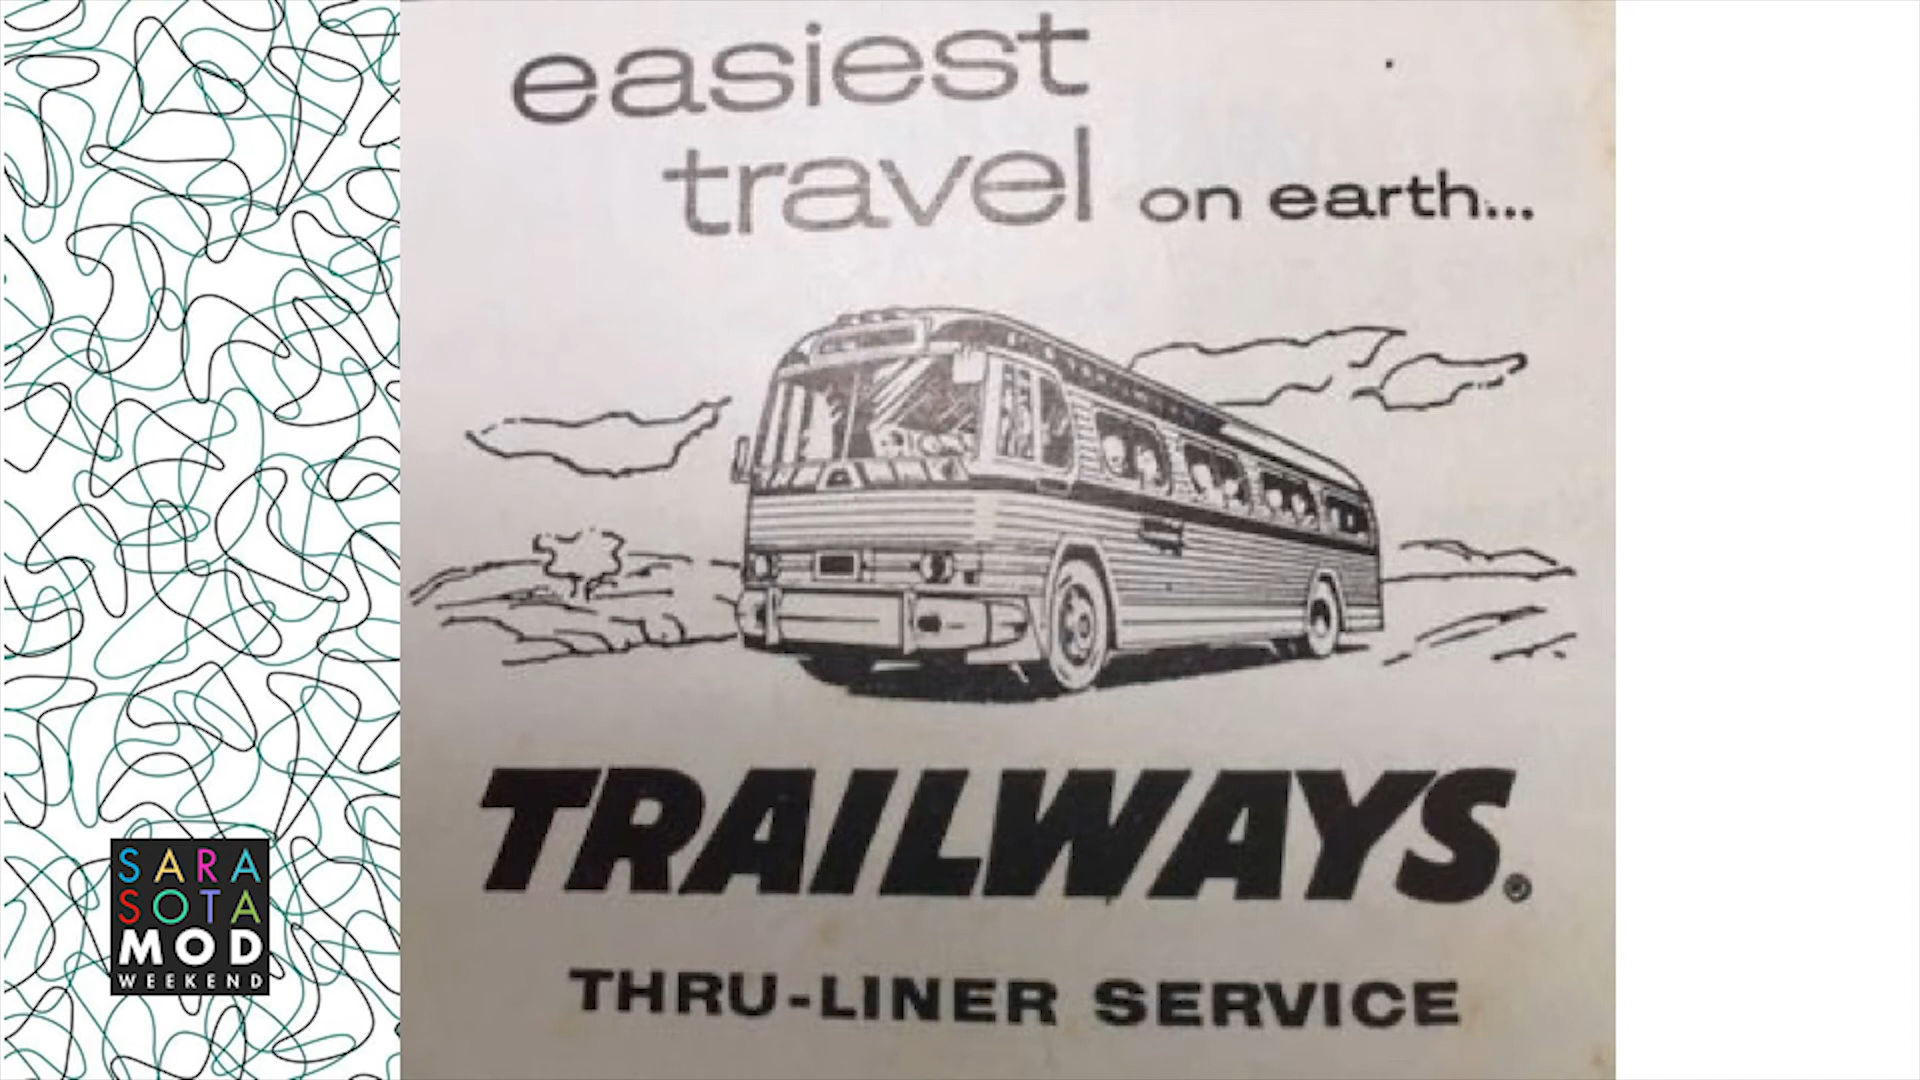 easiest
travel on earth...
TRAILWAYS®
THRU-LINER SERVICE
SARA
SOTA
MOD
WEEKEND